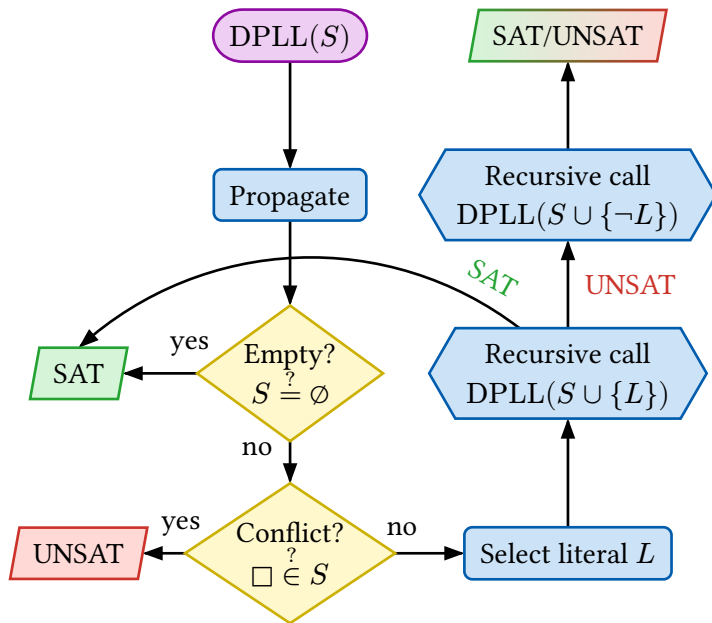 DPLL(S)
SAT/UNSAT
Propagate
Recursive call
DPLL(S ∪ {¬L})
SAT
UNSAT
yes
SAT
Empty?
S ≟ ∅
Recursive call
DPLL(S ∪ {L})
no
yes
UNSAT
Conflict?
?
□ ∈ S
no
Select literal L